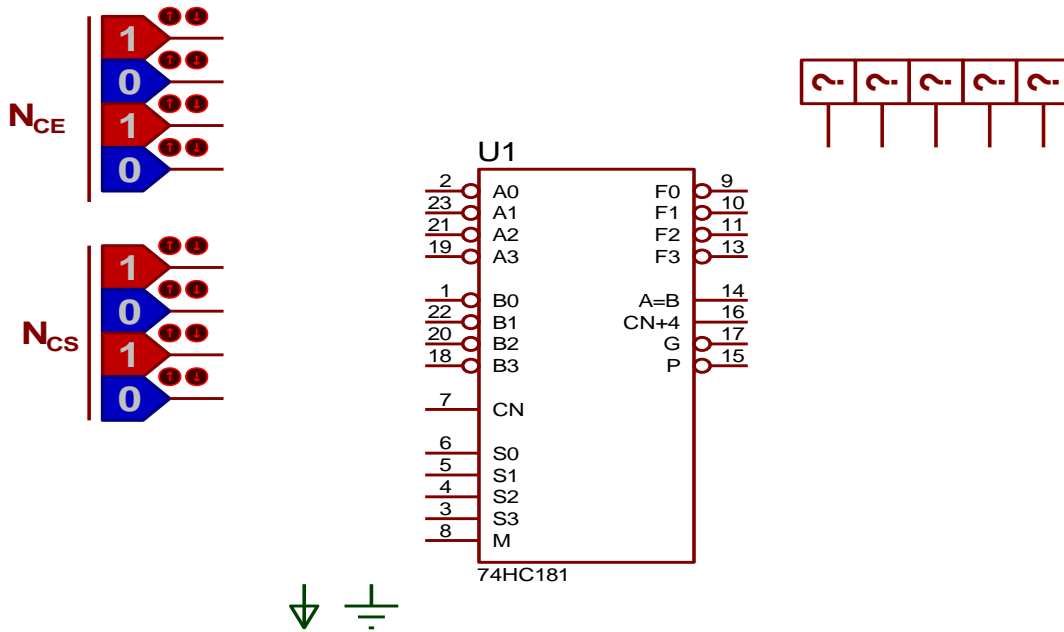 1
0
1
0
N CE
1
0
1
0
N CS
? ? ? ? ?
U1
2 A0 F0 9
23 A1 F1 10
21 A2 F2 11
19 A3 F3 13
1 B0 A=B 14
22 B1 CN+4 16
20 B2 G 17
18 B3 P 15
7 CN
6 S0
5 S1
4 S2
3 S3
8 M
74HC181